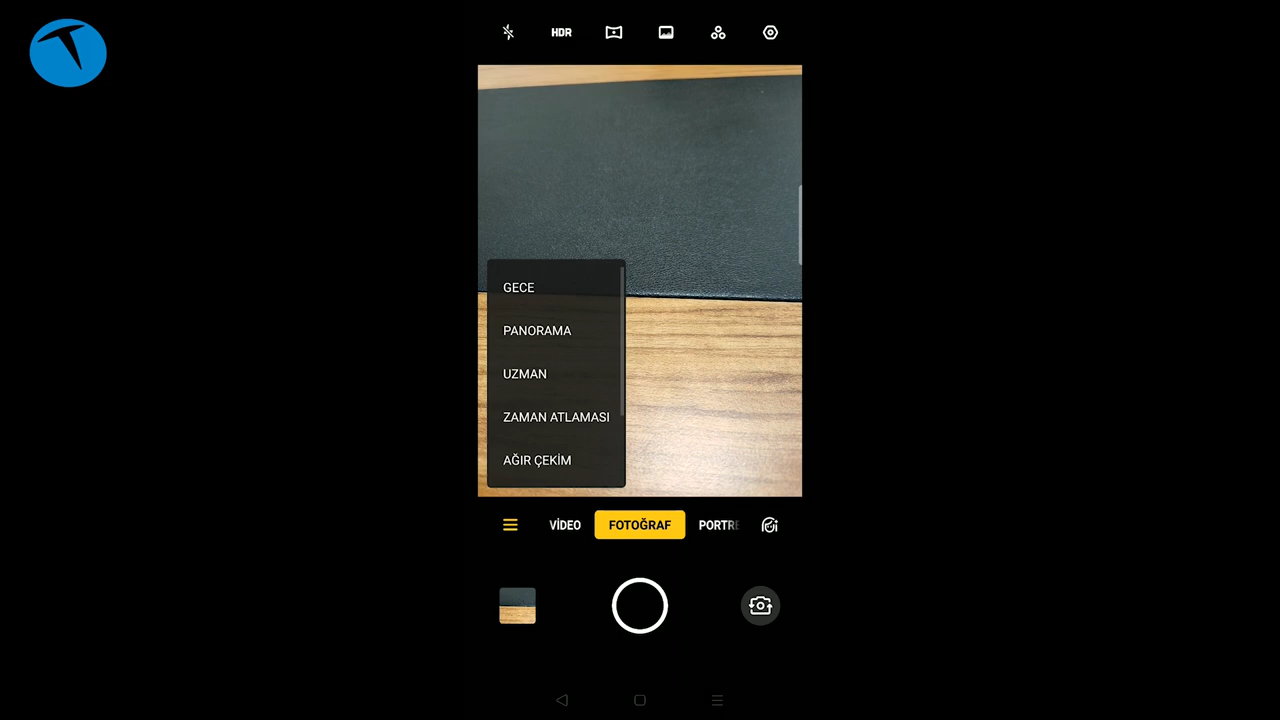 HDR
GECE
PANORAMA
UZMAN
ZAMAN ATLAMASI
AĞIR ÇEKİM
VİDEO
FOTOĞRAF
PORTRE